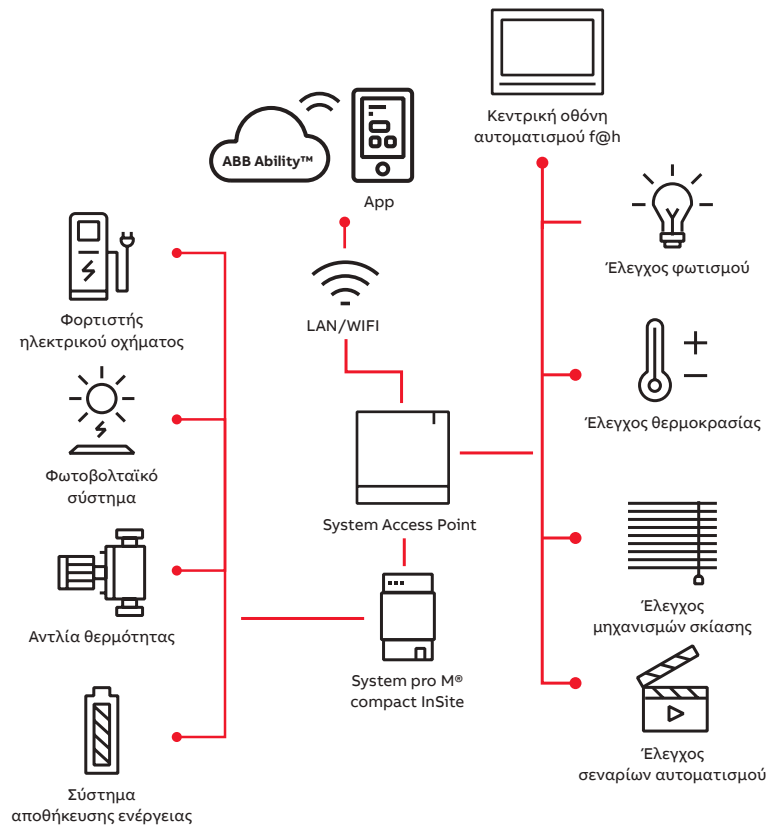 Κεντρική οθόνη
αυτοματισμού f@h
ABB Ability™
App
Έλεγχος φωτισμού
Φορτιστής
ηλεκτρικού οχήματος
LAN/WIFI
Έλεγχος θερμοκρασίας
Φωτοβολταϊκό
σύστημα
System Access Point
Έλεγχος
μηχανισμών σκίασης
Αντλία θερμότητας
System pro M®
compact InSite
Έλεγχος
σεναρίων αυτοματισμού
Σύστημα
αποθήκευσης ενέργειας